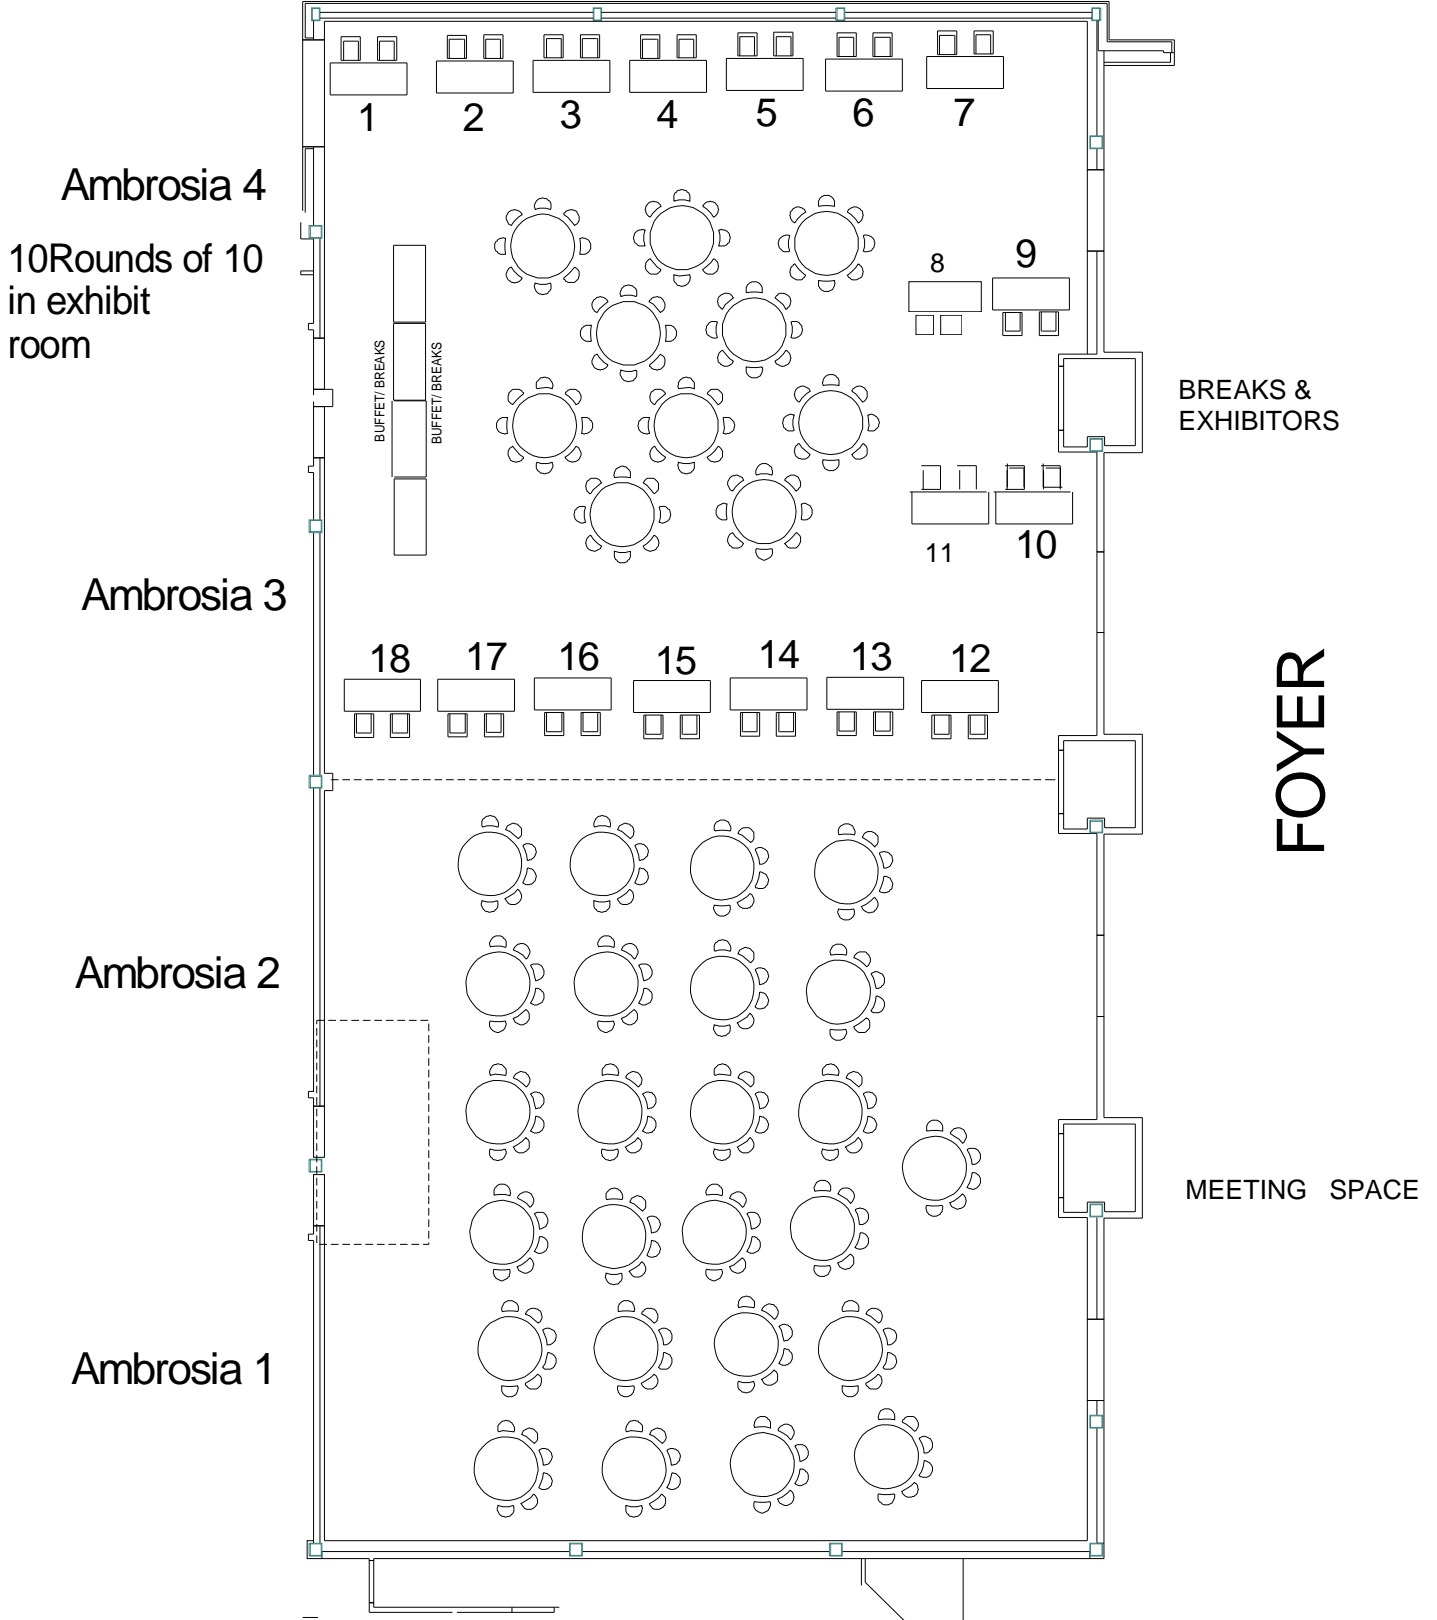 1 2 3 4 5 6 7
Ambrosia 4
10Rounds of 10
in exhibit
room
8 9
BUFFET/ BREAKS
BUFFET/ BREAKS
BREAKS &
EXHIBITORS
11 10
Ambrosia 3
18 17 16 15 14 13 12
FOYER
Ambrosia 2
MEETING SPACE
Ambrosia 1